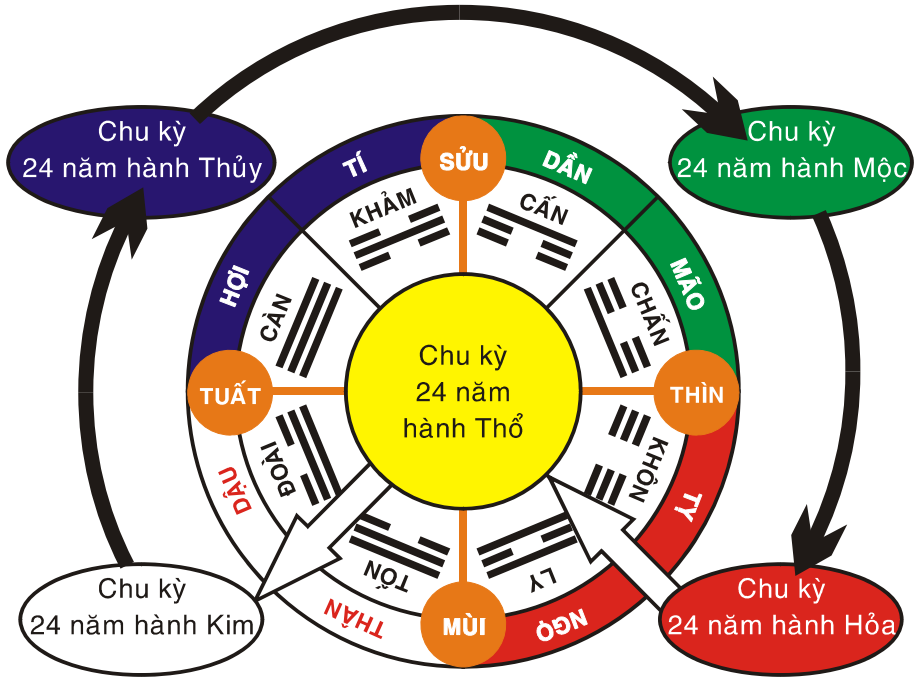 Chu kỳ
24 năm hành Thủy
Chu kỳ
24 năm hành Mộc
TÍ
SỬU
DẦN
KHẢM
CẤN
HỢI
MÃO
CÀN
CHẤN
Chu kỳ
24 năm
hành Thổ
TUẤT
THÌN
ĐOÀI
KHÔN
DẬU
TY
TỐN
LY
THÂN
MÙI
NGỌ
Chu kỳ
24 năm hành Kim
Chu kỳ
24 năm hành Hỏa